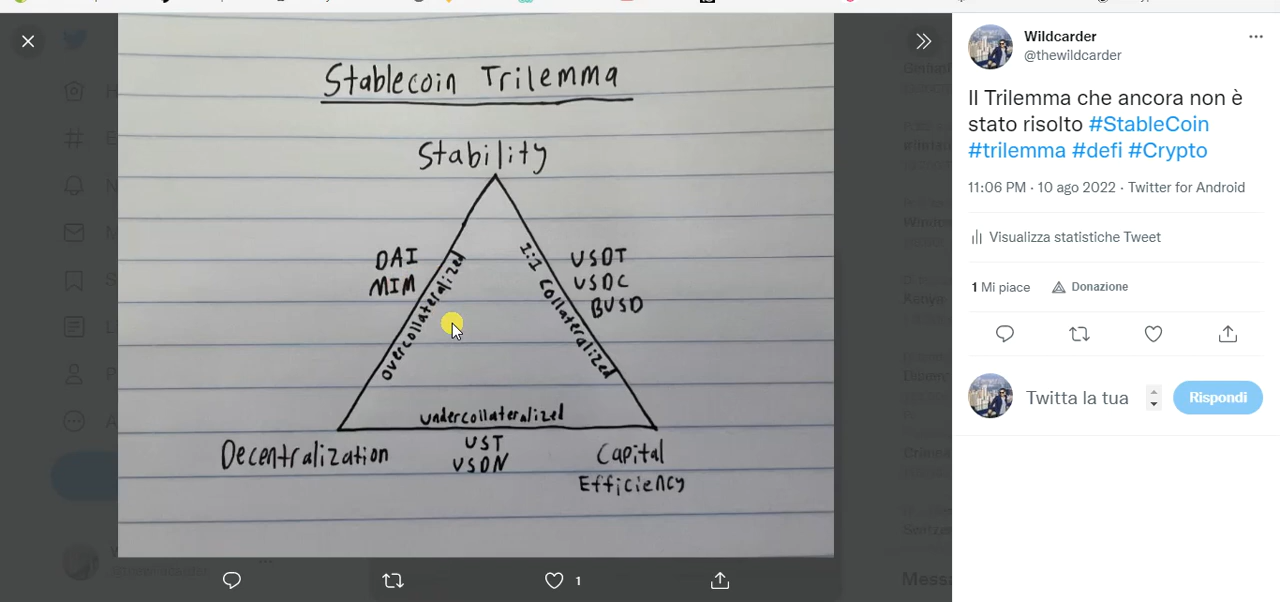 Stablecoin Trilemma
Stability
DAI
MIM
overcollateralized
1:1 Collateralized
USDT
USDC
BUSD
undercollateralized
UST
USDN
Decentralization
Capital
Efficiency
1
Wildcarder
@thewildcarder
Il Trilemma che ancora non è
stato risolto #StableCoin
#trilemma #defi #Crypto
11:06 PM · 10 ago 2022 · Twitter for Android
Visualizza statistiche Tweet
1 Mi piace
Donazione
Twitta la tua
Rispondi